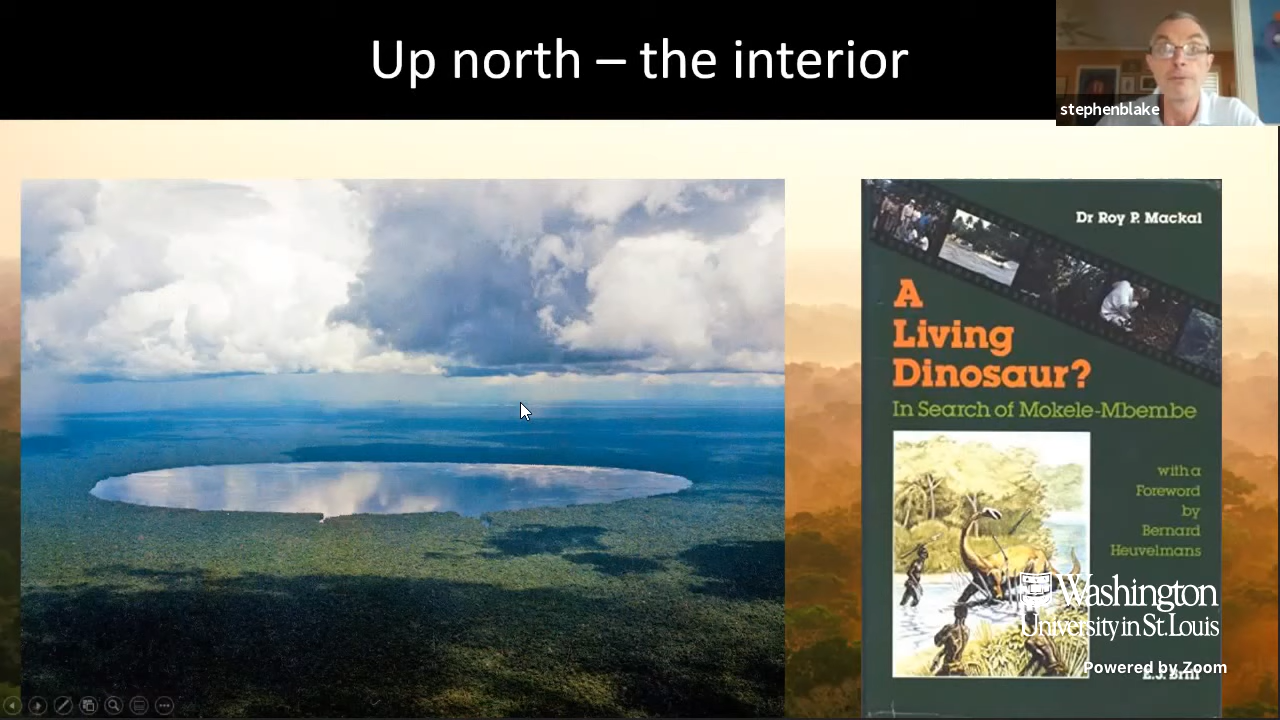 Up north – the interior
stephenblake
Dr Roy P. Mackal
A
Living
Dinosaur?
In Search of Mokele-Mbembe
with a
Foreword
by
Bernard
Heuvelmans
Washington
University in St. Louis
Powered by Zoom
E.J. Brill